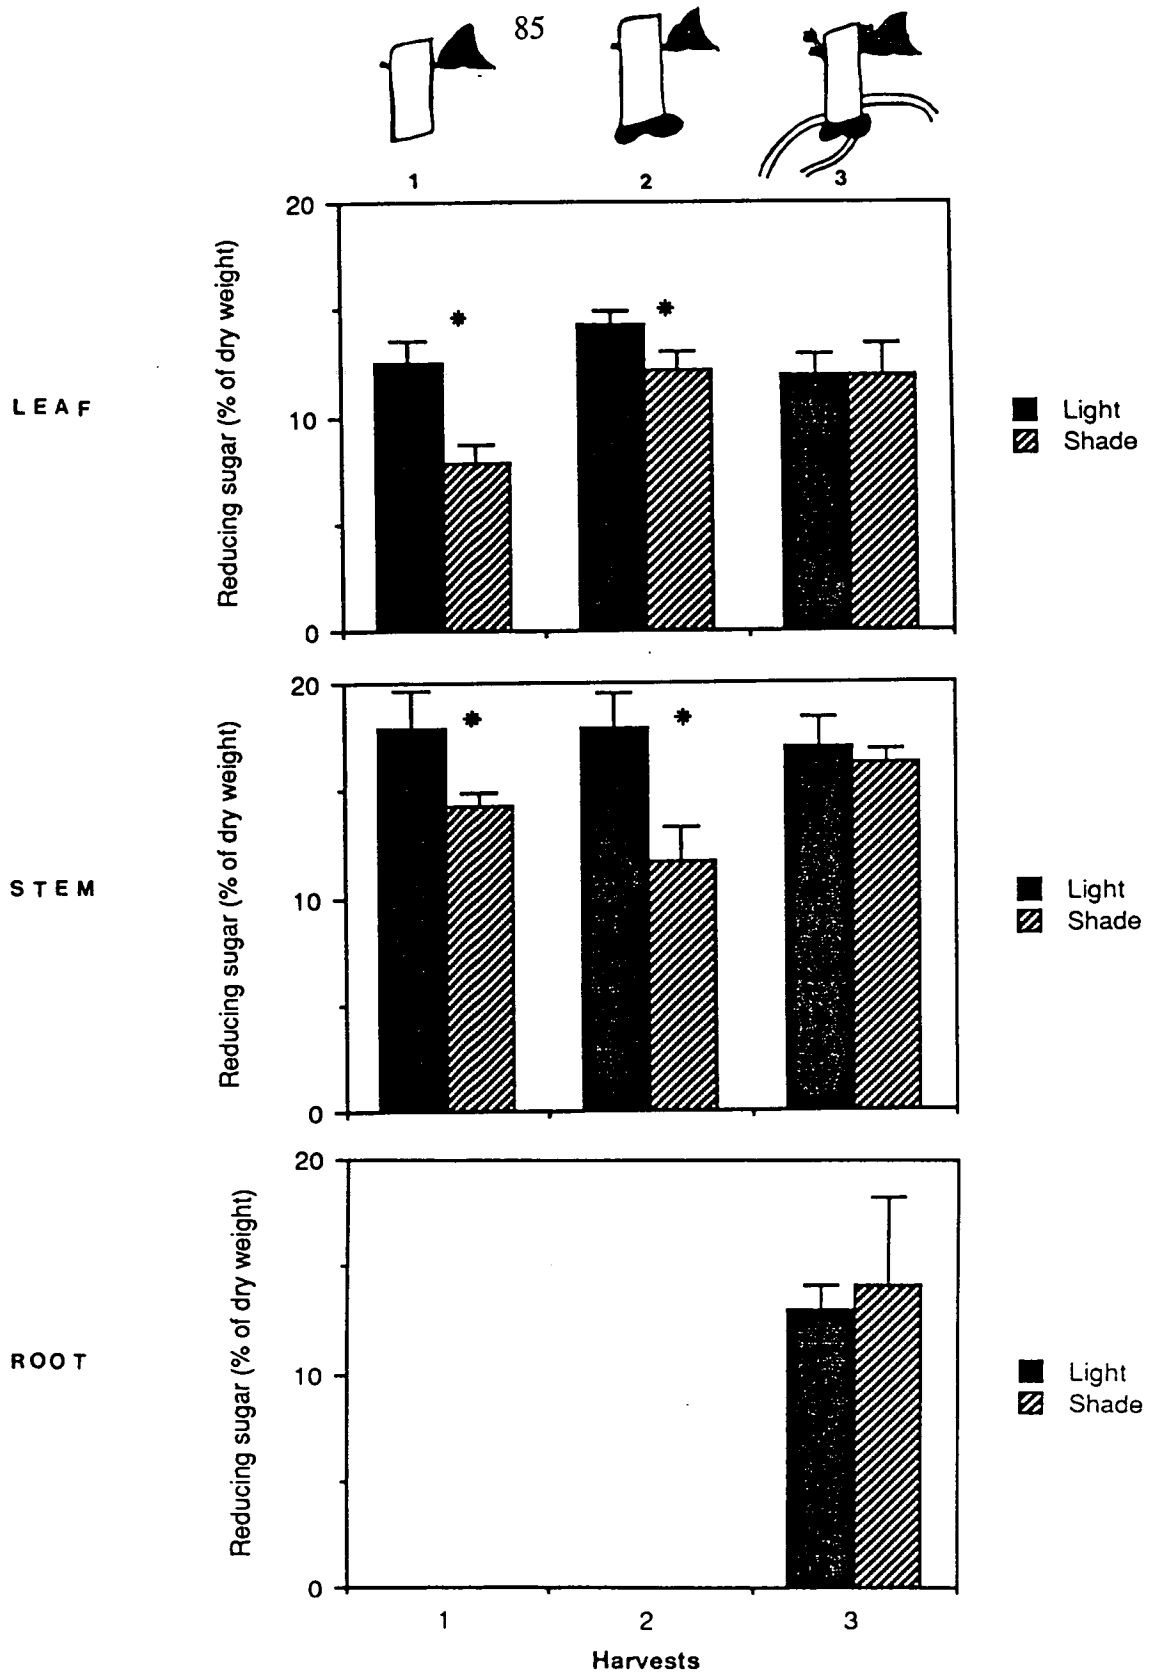 85
1 2 3
20
10
0
Reducing sugar (% of dry weight)
LEAF
* *
Light
Shade
20
10
0
Reducing sugar (% of dry weight)
STEM
* *
Light
Shade
20
10
0
Reducing sugar (% of dry weight)
ROOT
Light
Shade
1 2 3
Harvests